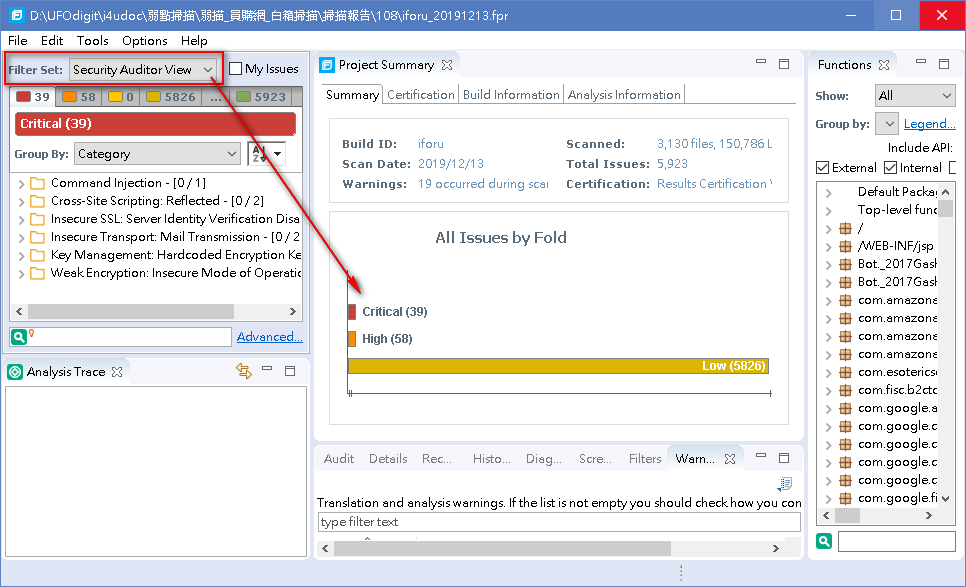 D:\UFOdigit\i4udoc\弱點掃描\弱描_員購網_白箱掃描\掃描報告\108\iforu_20191213.fpr
File Edit Tools Options Help
Filter Set: Security Auditor View My Issues
39 58 0 5826 ... 5923
Critical (39)
Group By: Category
Command Injection - [0 / 1]
Cross-Site Scripting: Reflected - [0 / 2]
Insecure SSL: Server Identity Verification Disa
Insecure Transport: Mail Transmission - [0 / 2
Key Management: Hardcoded Encryption Ke
Weak Encryption: Insecure Mode of Operatic
Advanced...
Analysis Trace
Project Summary
Summary Certification Build Information Analysis Information
Build ID: iforu
Scan Date: 2019/12/13
Warnings: 19 occurred during scan
Scanned: 3,130 files, 150,786 L
Total Issues: 5,923
Certification: Results Certification
All Issues by Fold
Critical (39)
High (58)
Low (5826)
Audit Details Rec... Histo... Diag... Scre... Filters Warn...
Translation and analysis warnings. If the list is not empty you should check how you con
type filter text
Functions
Show: All
Group by: Legend...
Include API:
External Internal
Default Packag
Top-level func
/
/WEB-INF/jsp
Bot._2017Gash
Bot._2017Gash
com.amazona
com.amazona
com.amazona
com.amazona
com.esoterics
com.fisc.b2ctc
com.google.a
com.google.c
com.google.c
com.google.c
com.google.c
com.google.fi